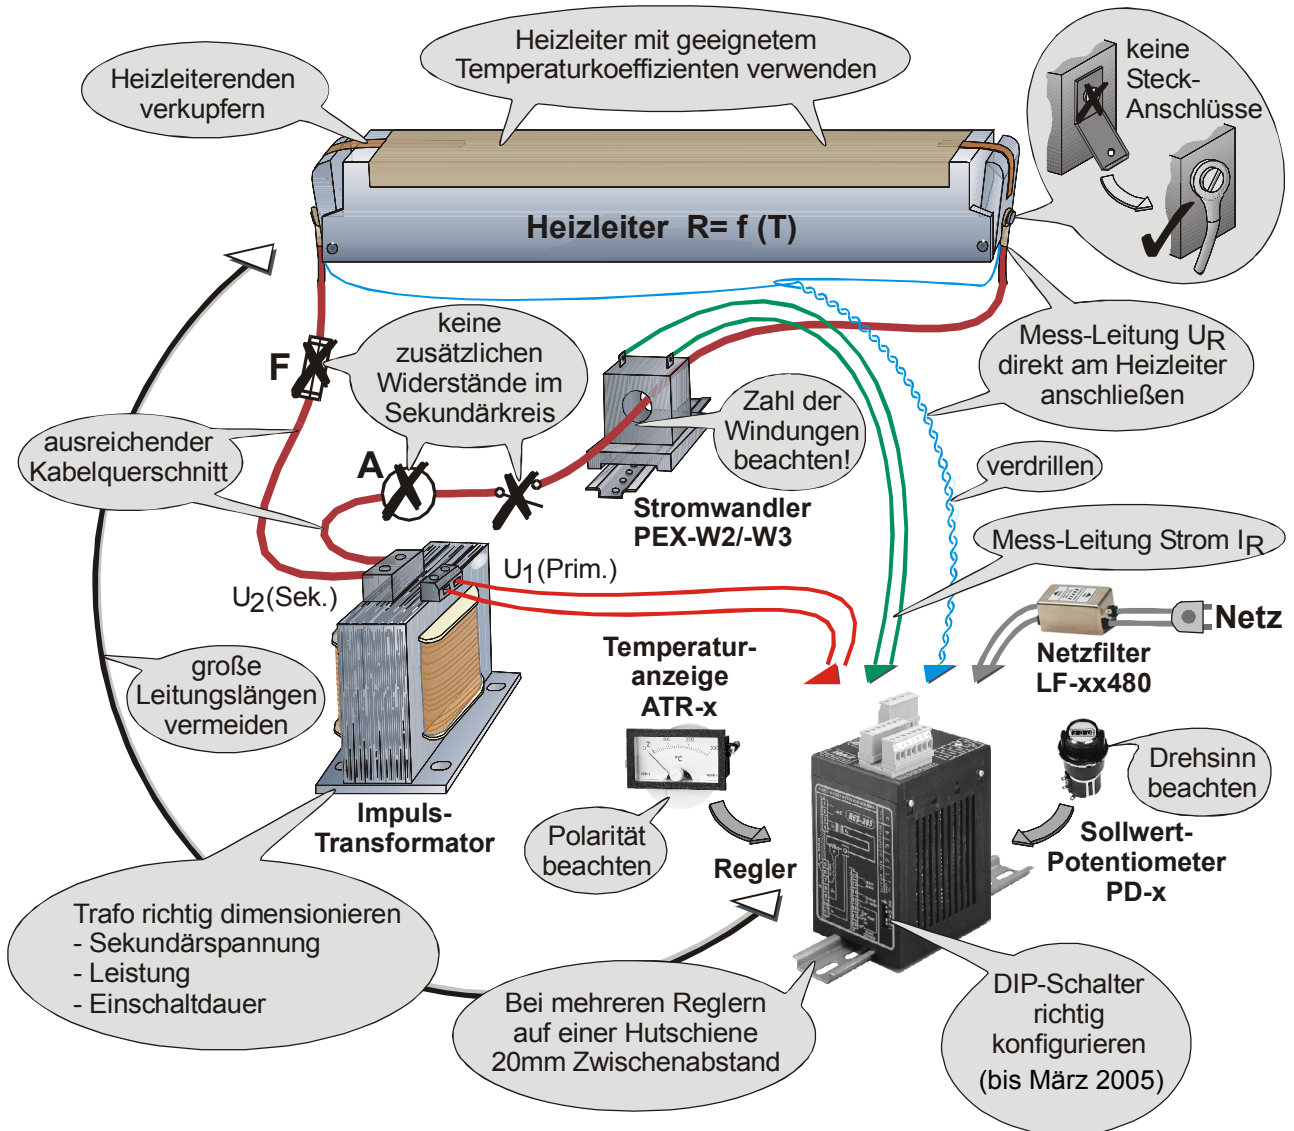 Heizleiterenden
verkupfern
Heizleiter mit geeignetem
Temperaturkoeffizienten verwenden
keine
Steck-
Anschlüsse
Heizleiter R= f (T)
keine
zusätzlichen
Widerstände im
Sekundärkreis
F
Mess-Leitung UR
direkt am Heizleiter
anschließen
Zahl der
Windungen
beachten!
ausreichender
Kabelquerschnitt
A
verdrillen
Stromwandler
PEX-W2/-W3
Mess-Leitung Strom IR
U1(Prim.)
U2(Sek.)
Netz
Netzfilter
LF-xx480
Temperatur-
anzeige
ATR-x
große
Leitungslängen
vermeiden
°C
Drehsinn
beachten
Impuls-
Transformator
Polarität
beachten
Regler
Sollwert-
Potentiometer
PD-x
Trafo richtig dimensionieren
- Sekundärspannung
- Leistung
- Einschaltdauer
Bei mehreren Reglern
auf einer Hutschiene
20mm Zwischenabstand
DIP-Schalter
richtig
konfigurieren
(bis März 2005)